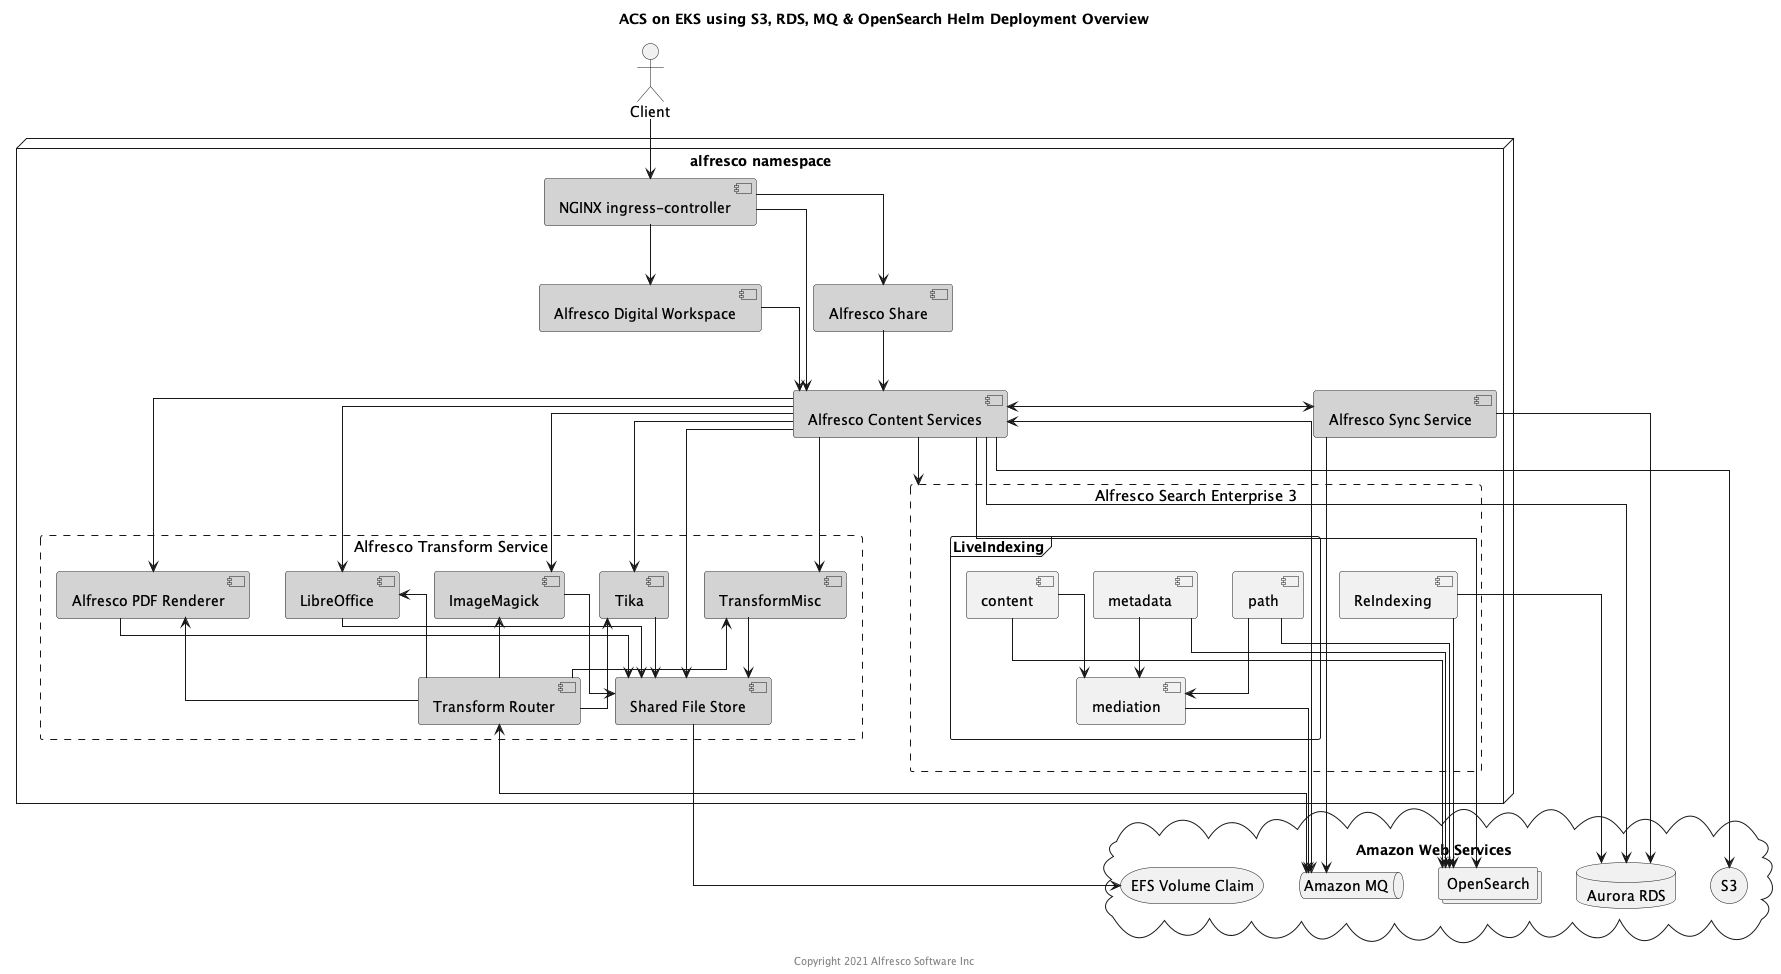 ACS on EKS using S3, RDS, MQ & OpenSearch Helm Deployment Overview
Client
alfresco namespace
NGINX ingress-controller
Alfresco Digital Workspace
Alfresco Share
Alfresco Content Services
Alfresco Sync Service
Alfresco Search Enterprise 3
Alfresco Transform Service
LiveIndexing
Alfresco PDF Renderer
LibreOffice
ImageMagick
Tika
TransformMisc
content
metadata
path
ReIndexing
Transform Router
Shared File Store
mediation
Amazon Web Services
EFS Volume Claim
Amazon MQ
OpenSearch
Aurora RDS
S3
Copyright 2021 Alfresco Software Inc